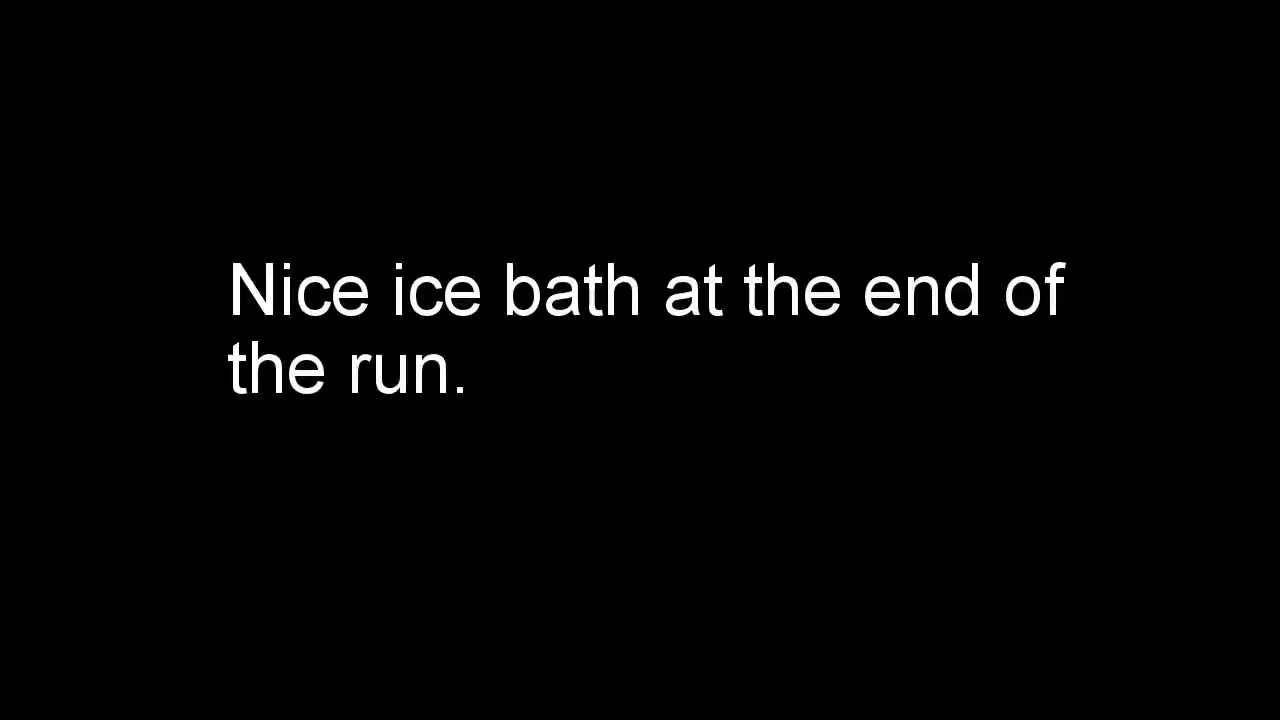 Nice ice bath at the end of
the run.